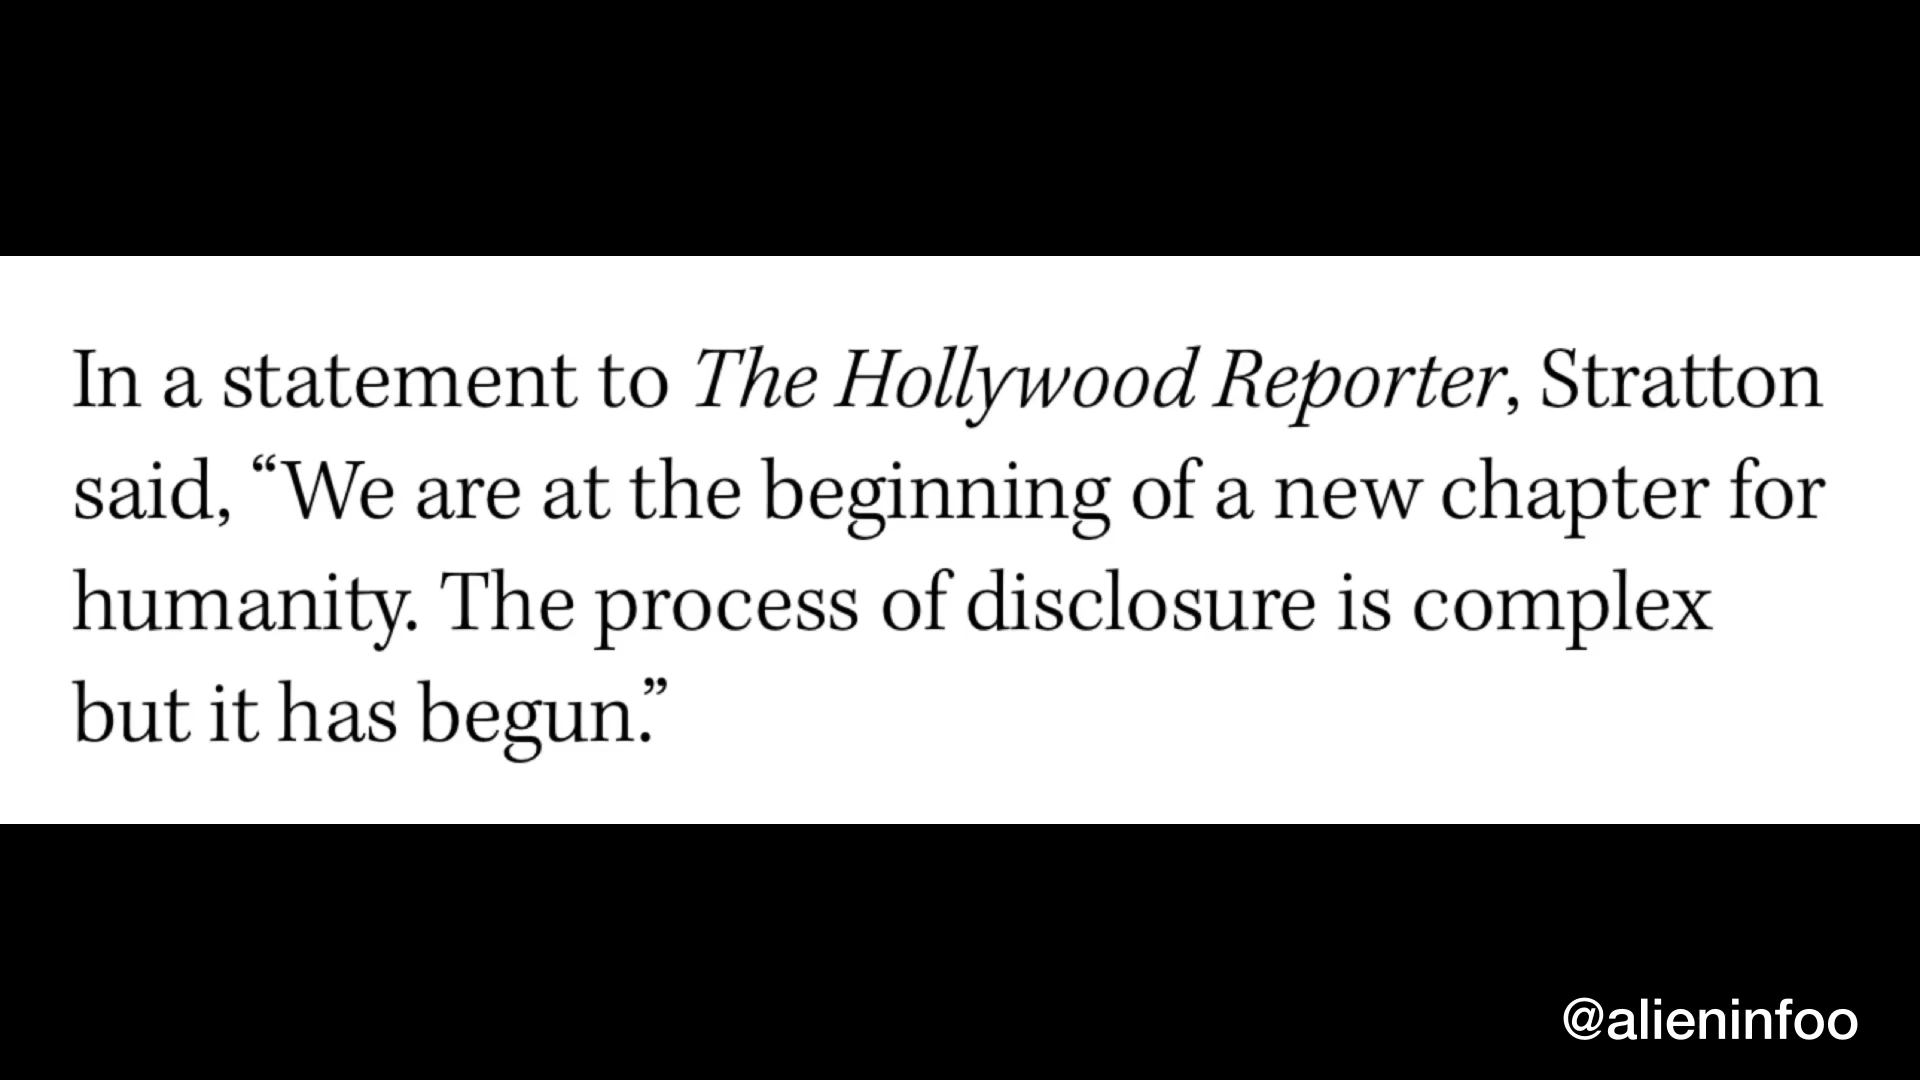 In a statement to The Hollywood Reporter, Stratton
said, “We are at the beginning of a new chapter for
humanity. The process of disclosure is complex
but it has begun.”
@alieninfoo